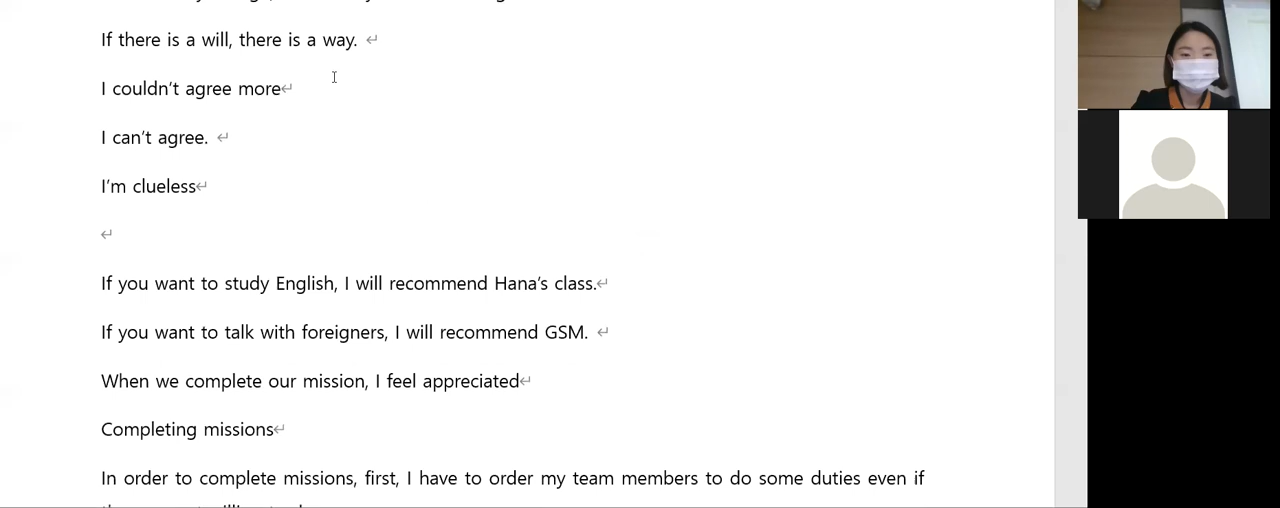 If there is a will, there is a way.
I couldn't agree more
I can't agree.
I'm clueless
If you want to study English, I will recommend Hana's class.
If you want to talk with foreigners, I will recommend GSM.
When we complete our mission, I feel appreciated
Completing missions
In order to complete missions, first, I have to order my team members to do some duties even if